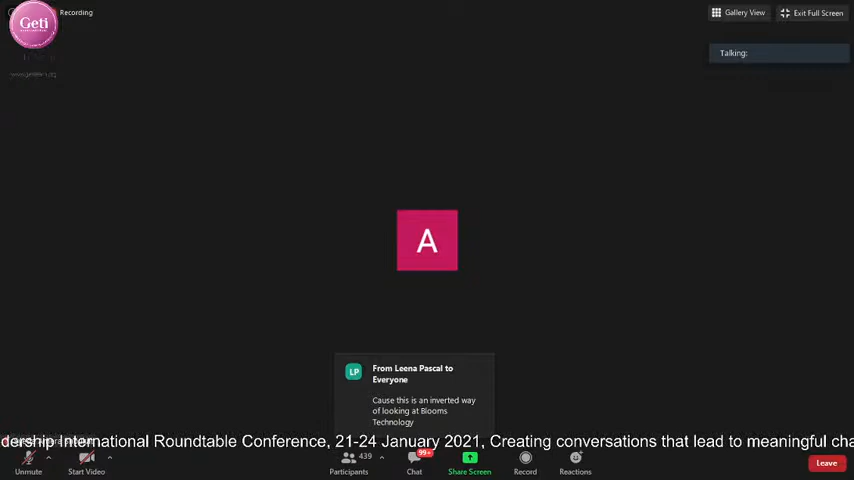 Geti
Recording
Gallery View
Exit Full Screen
Talking:
A
LP
From Leena Pascal to
Everyone
Cause this is an inverted way
of looking at Blooms
Technology
dership International Roundtable Conference, 21-24 January 2021, Creating conversations that lead to meaningful cha
Unmute
Start Video
439
Participants
99+
Chat
Share Screen
Record
Reactions
Leave